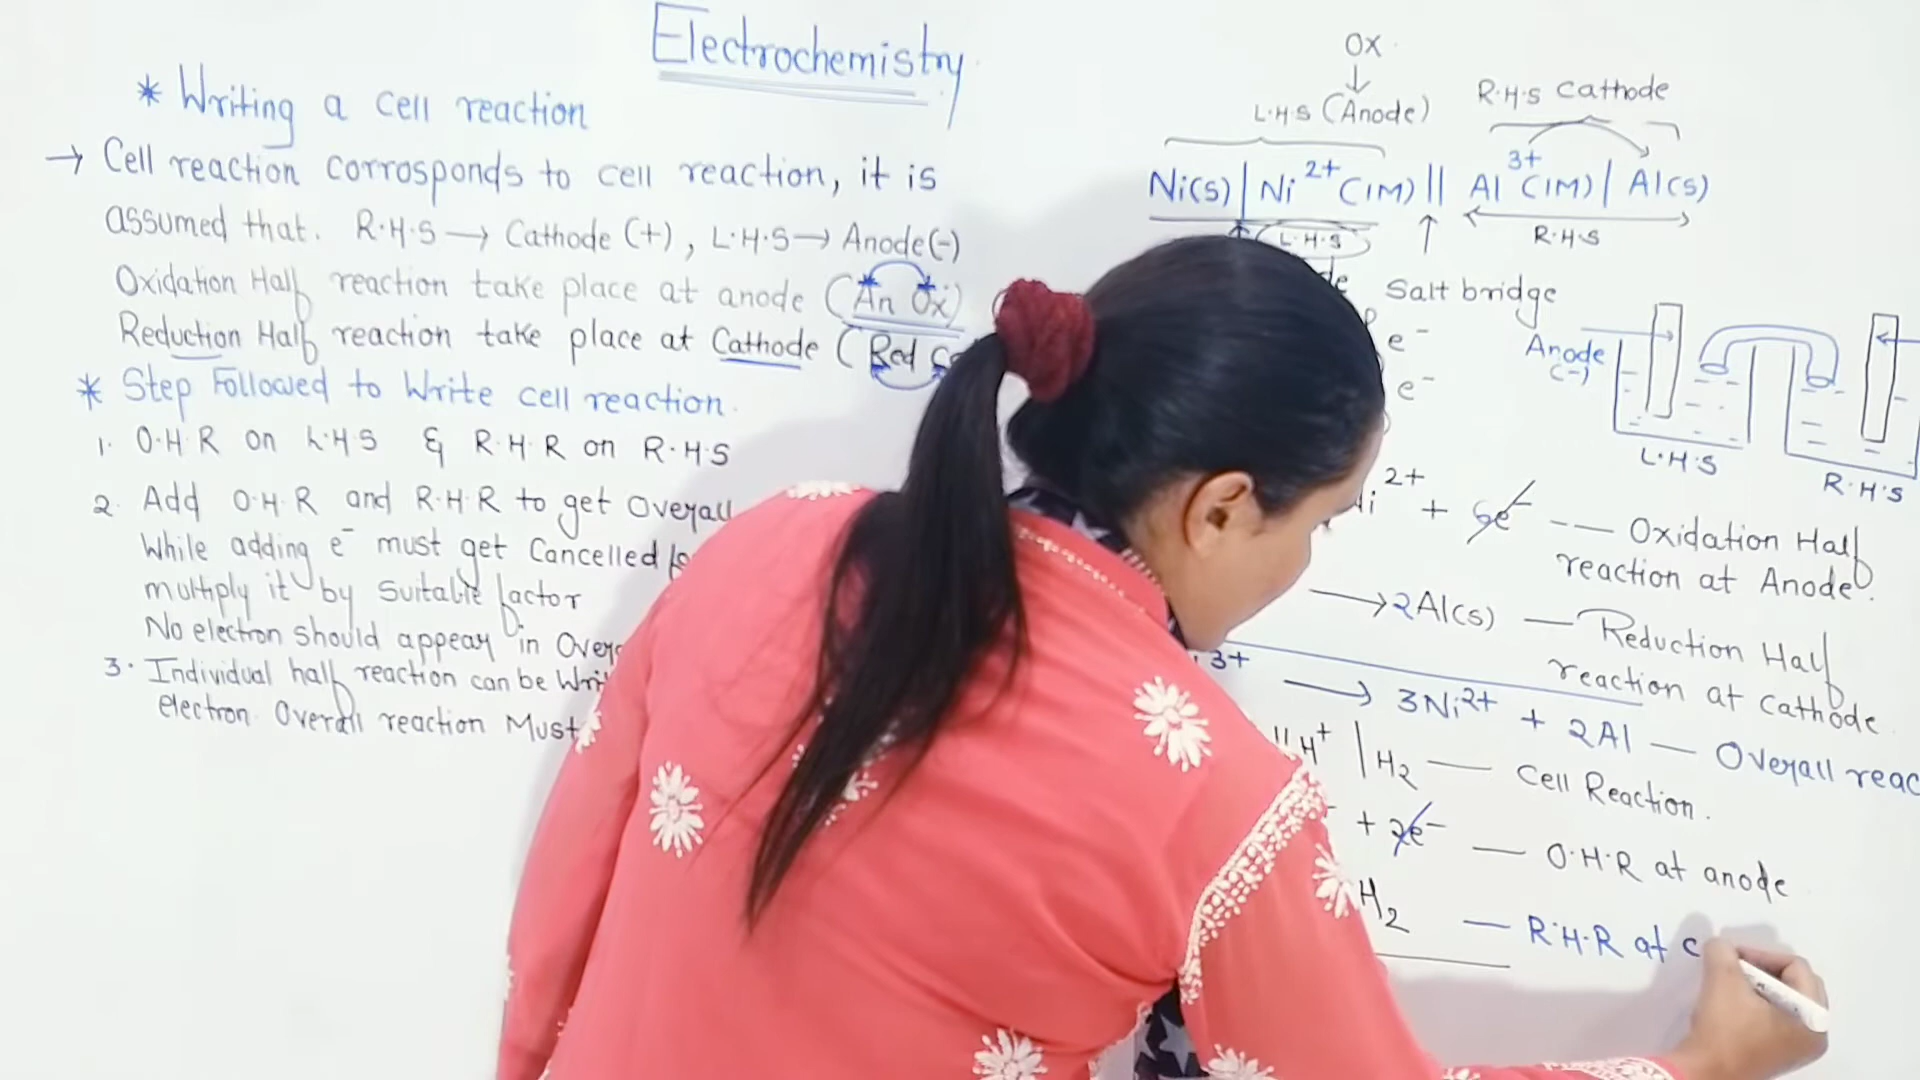 Electrochemistry
* Writing a cell reaction
→ Cell reaction corrosponds to cell reaction, it is
assumed that. R.H.S → Cathode (+), L.H.S → Anode (-)
Oxidation Half reaction take place at anode (An Ox)
Reduction Half reaction take place at Cathode (Red
* Step Followed to Write cell reaction.
1. O.H.R on L.H.S & R.H.R on R.H.S
2. Add O.H.R and R.H.R to get Overall
While adding e⁻ must get Cancelled
multiply it by Suitable factor
No electron should appear in
3. Individual half reaction can be
electron. Overall reaction Must
OX
↓
L.H.S (Anode)
R.H.S Cathode
Ni(s) | Ni²⁺ (1M) || Al³⁺ (1M) | Al(s)
L.H.S
R.H.S
Salt bridge
e⁻
e⁻
Anode
(-)
L.H.S
R.H.S
²⁺ + 6e⁻ --- Oxidation Half
reaction at Anode.
→ 2Al(s) — Reduction Half
reaction at Cathode
³⁺ → 3Ni²⁺ + 2Al — Overall
H⁺ | H₂ — Cell Reaction.
+ 2e⁻ — O.H.R at anode
H₂ — R.H.R at c